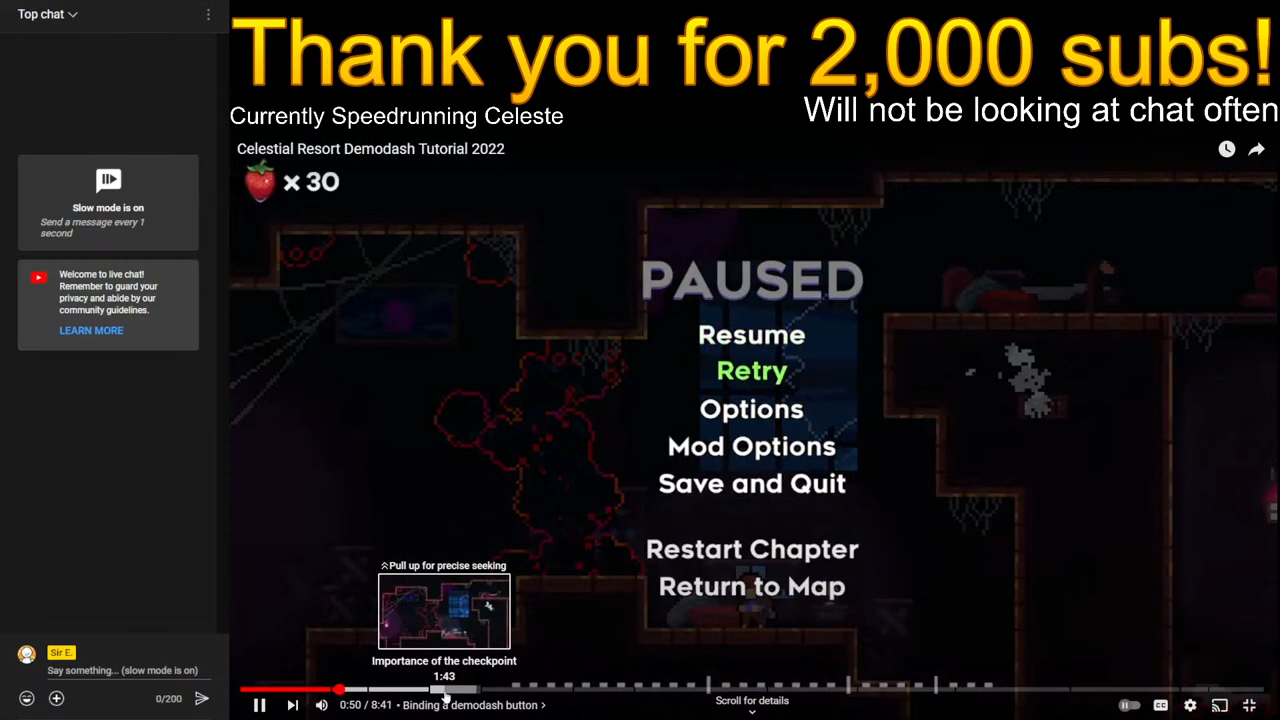 Top chat
Thank you for 2,000 subs!
Currently Speedrunning Celeste
Will not be looking at chat often
Celestial Resort Demodash Tutorial 2022
× 30
Slow mode is on
Send a message every 1
second
Welcome to live chat!
Remember to guard your
privacy and abide by our
community guidelines.
LEARN MORE
PAUSED
Resume
Retry
Options
Mod Options
Save and Quit
Restart Chapter
Return to Map
Pull up for precise seeking
Importance of the checkpoint
1:43
Sir E.
Say something... (slow mode is on)
0/200
0:50 / 8:41 • Binding a demodash button ›
Scroll for details
CC